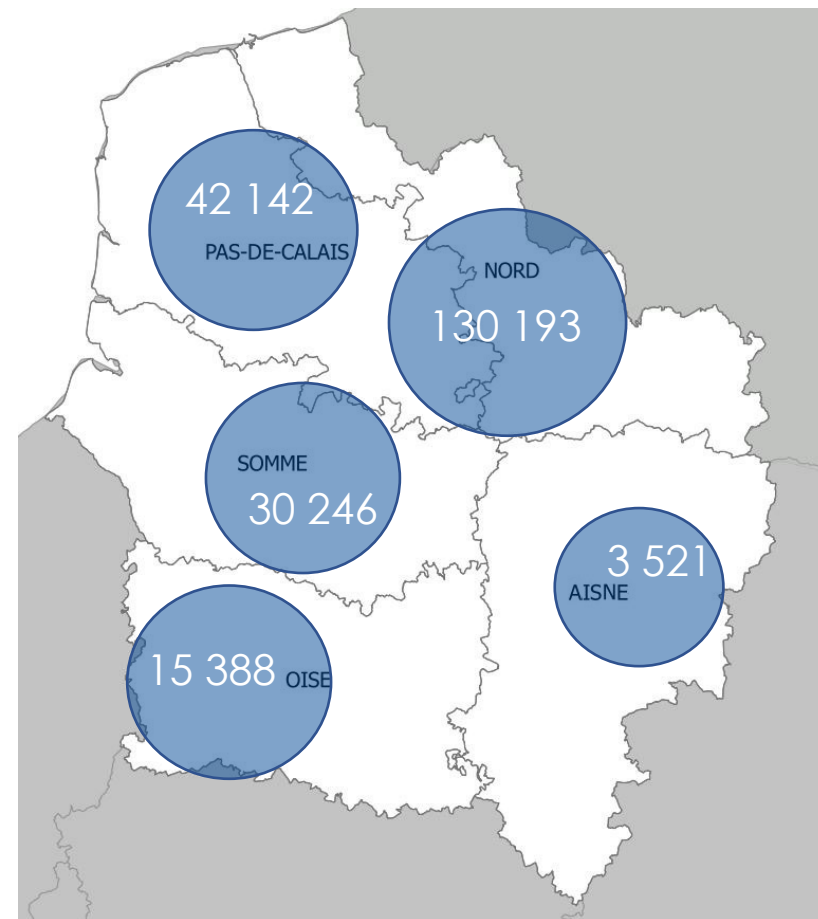 42 142
PAS-DE-CALAIS
NORD
130 193
SOMME
30 246
3 521
AISNE
15 388 OISE